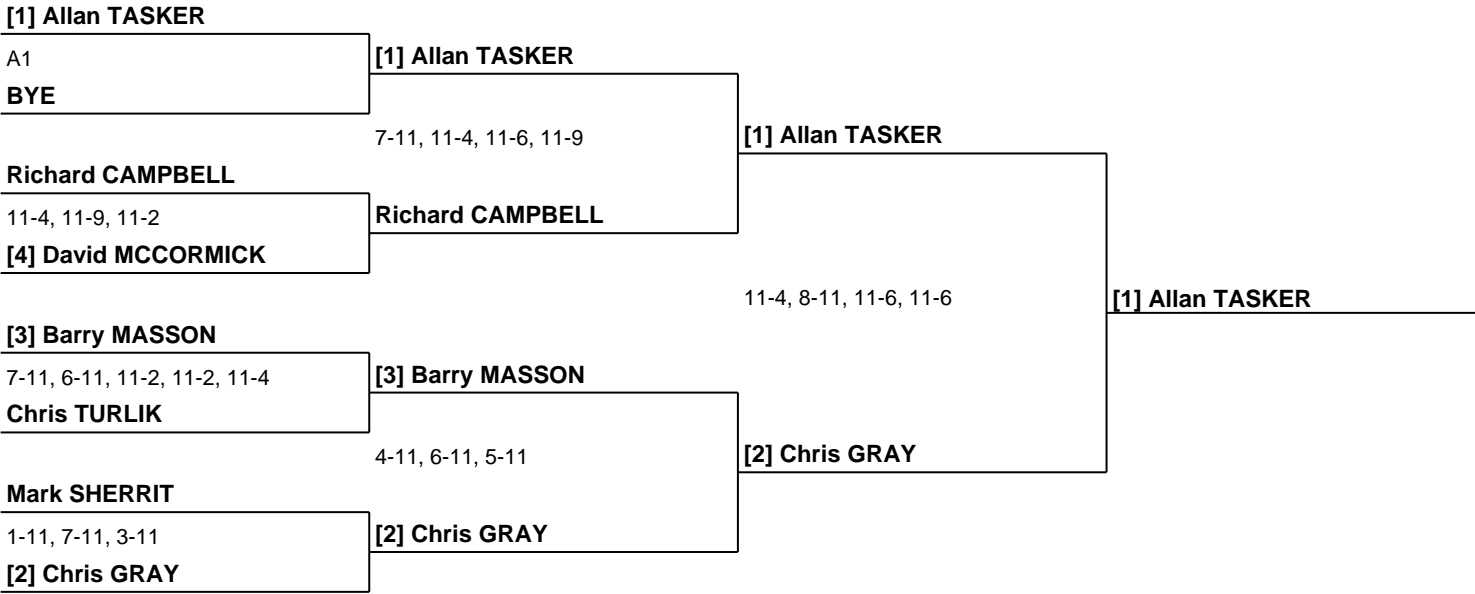 [1] Allan TASKER
A1
BYE
Richard CAMPBELL
11-4, 11-9, 11-2
[4] David MCCORMICK
[3] Barry MASSON
7-11, 6-11, 11-2, 11-2, 11-4
Chris TURLIK
Mark SHERRIT
1-11, 7-11, 3-11
[2] Chris GRAY
[1] Allan TASKER
7-11, 11-4, 11-6, 11-9
Richard CAMPBELL
[3] Barry MASSON
4-11, 6-11, 5-11
[2] Chris GRAY
[1] Allan TASKER
11-4, 8-11, 11-6, 11-6
[2] Chris GRAY
[1] Allan TASKER